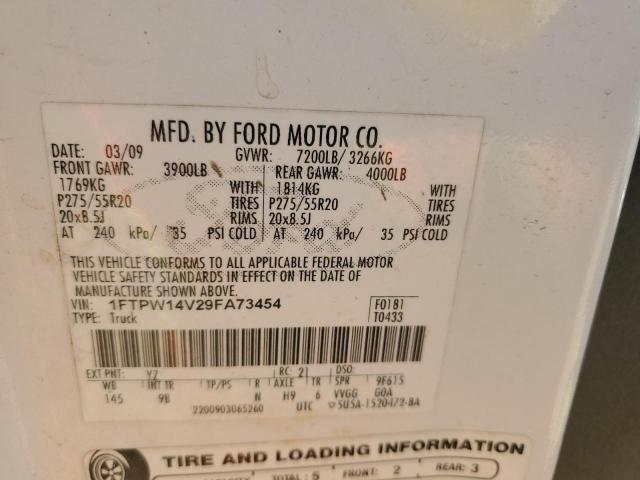 MFD. BY FORD MOTOR CO.
DATE: 03/09 GVWR: 7200LB/ 3266KG
FRONT GAWR: 3900LB REAR GAWR: 4000LB
1769KG WITH 1814KG WITH
P275/55R20 TIRES P275/55R20 TIRES
20x8.5J RIMS 20x8.5J RIMS
AT 240 kPa/ 35 PSI COLD AT 240 kPa/ 35 PSI COLD
THIS VEHICLE CONFORMS TO ALL APPLICABLE FEDERAL MOTOR
VEHICLE SAFETY STANDARDS IN EFFECT ON THE DATE OF
MANUFACTURE SHOWN ABOVE.
VIN: 1FTPW14V29FA73454 F0181
TYPE: Truck T0433
EXT PNT: YZ RC: 21 DSO:
WB INT TR TP/PS R AXLE TR SPR 9F615
145 9B N H9 6 VVGG GOA
2200903065260 UTC
TIRE AND LOADING INFORMATION
TOTAL: 5 FRONT: 2 REAR: 3